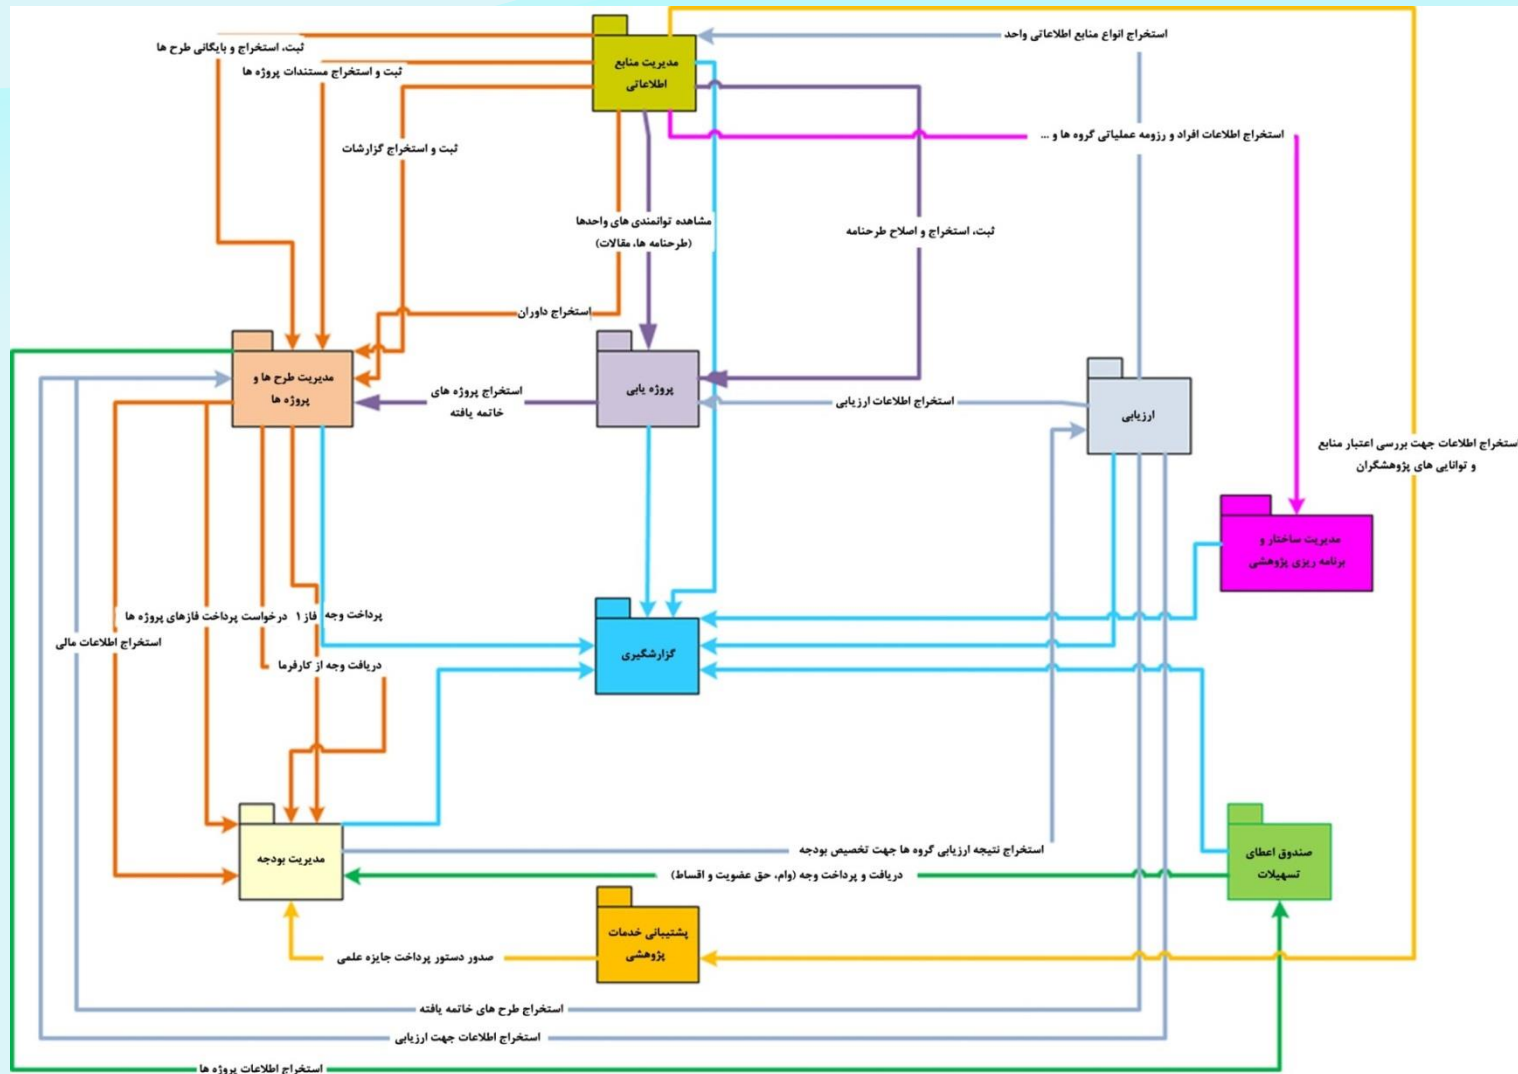 استخراج انواع منابع اطلاعاتی واحد
ثبت، استخراج و بایگانی طرح ها
ثبت و استخراج مستندات پروژه ها
مدیریت منابع
اطلاعاتی
استخراج اطلاعات افراد و رزومه عملیاتی گروه ها و ...
ثبت و استخراج گزارشات
مشاهده توانمندی های واحدها
(طرحنامه ها، مقالات)
ثبت، استخراج و اصلاح طرحنامه
استخراج داوران
مدیریت طرح ها و
پروژه ها
پروژه یابی
استخراج پروژه های
خاتمه یافته
استخراج اطلاعات ارزیابی
ارزیابی
استخراج اطلاعات جهت بررسی اعتبار منابع
و توانایی های پژوهشگران
مدیریت ساختار و
برنامه ریزی پژوهشی
پرداخت وجه فاز ۱
درخواست پرداخت فازهای پروژه ها
استخراج اطلاعات مالی
دریافت وجه از کارفرما
گزارشگیری
مدیریت بودجه
استخراج نتیجه ارزیابی گروه ها جهت تخصیص بودجه
صندوق اعطای
تسهیلات
دریافت و پرداخت وجه (وام، حق عضویت و اقساط)
پشتیبانی خدمات
پژوهشی
صدور دستور پرداخت جایزه علمی
استخراج طرح های خاتمه یافته
استخراج اطلاعات جهت ارزیابی
استخراج اطلاعات پروژه ها